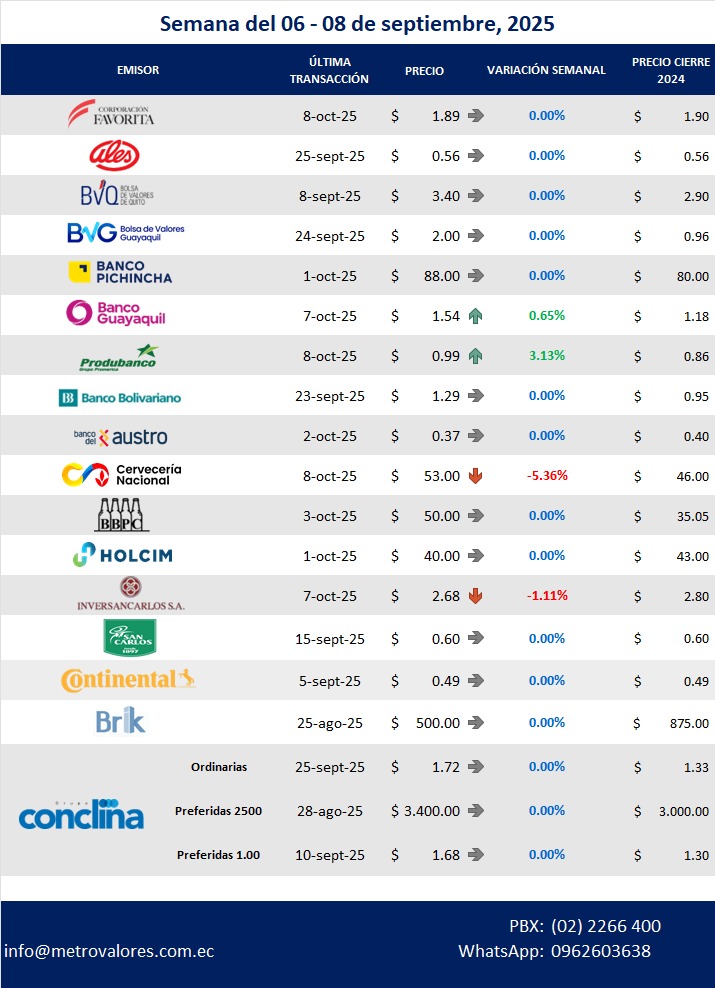 Semana del 06 - 08 de septiembre, 2025
EMISOR ÚLTIMA TRANSACCIÓN PRECIO VARIACIÓN SEMANAL PRECIO CIERRE 2024
CORPORACIÓN FAVORITA 8-oct-25 $ 1.89 0.00% $ 1.90
ales 25-sept-25 $ 0.56 0.00% $ 0.56
BVQ BOLSA DE VALORES DE QUITO 8-sept-25 $ 3.40 0.00% $ 2.90
BVG Bolsa de Valores Guayaquil 24-sept-25 $ 2.00 0.00% $ 0.96
BANCO PICHINCHA 1-oct-25 $ 88.00 0.00% $ 80.00
Banco Guayaquil 7-oct-25 $ 1.54 0.65% $ 1.18
Produbanco Grupo Promerica 8-oct-25 $ 0.99 3.13% $ 0.86
BB Banco Bolivariano 23-sept-25 $ 1.29 0.00% $ 0.95
banco del austro 2-oct-25 $ 0.37 0.00% $ 0.40
Cervecería Nacional 8-oct-25 $ 53.00 -5.36% $ 46.00
BBPC 3-oct-25 $ 50.00 0.00% $ 35.05
HOLCIM 1-oct-25 $ 40.00 0.00% $ 43.00
INVERSANCARLOS S.A. 7-oct-25 $ 2.68 -1.11% $ 2.80
SAN CARLOS 1897 15-sept-25 $ 0.60 0.00% $ 0.60
Continental 5-sept-25 $ 0.49 0.00% $ 0.49
Brik 25-ago-25 $ 500.00 0.00% $ 875.00
Grupo conclina
Ordinarias 25-sept-25 $ 1.72 0.00% $ 1.33
Preferidas 2500 28-ago-25 $ 3.400.00 0.00% $ 3.000.00
Preferidas 1.00 10-sept-25 $ 1.68 0.00% $ 1.30
PBX: (02) 2266 400
info@metrovalores.com.ec WhatsApp: 0962603638